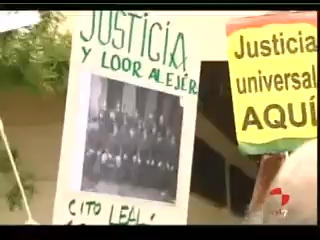 JUSTICIA
Y LOOR ALEJÉR
CITO LEAL
Justicia
universal
AQUÍ